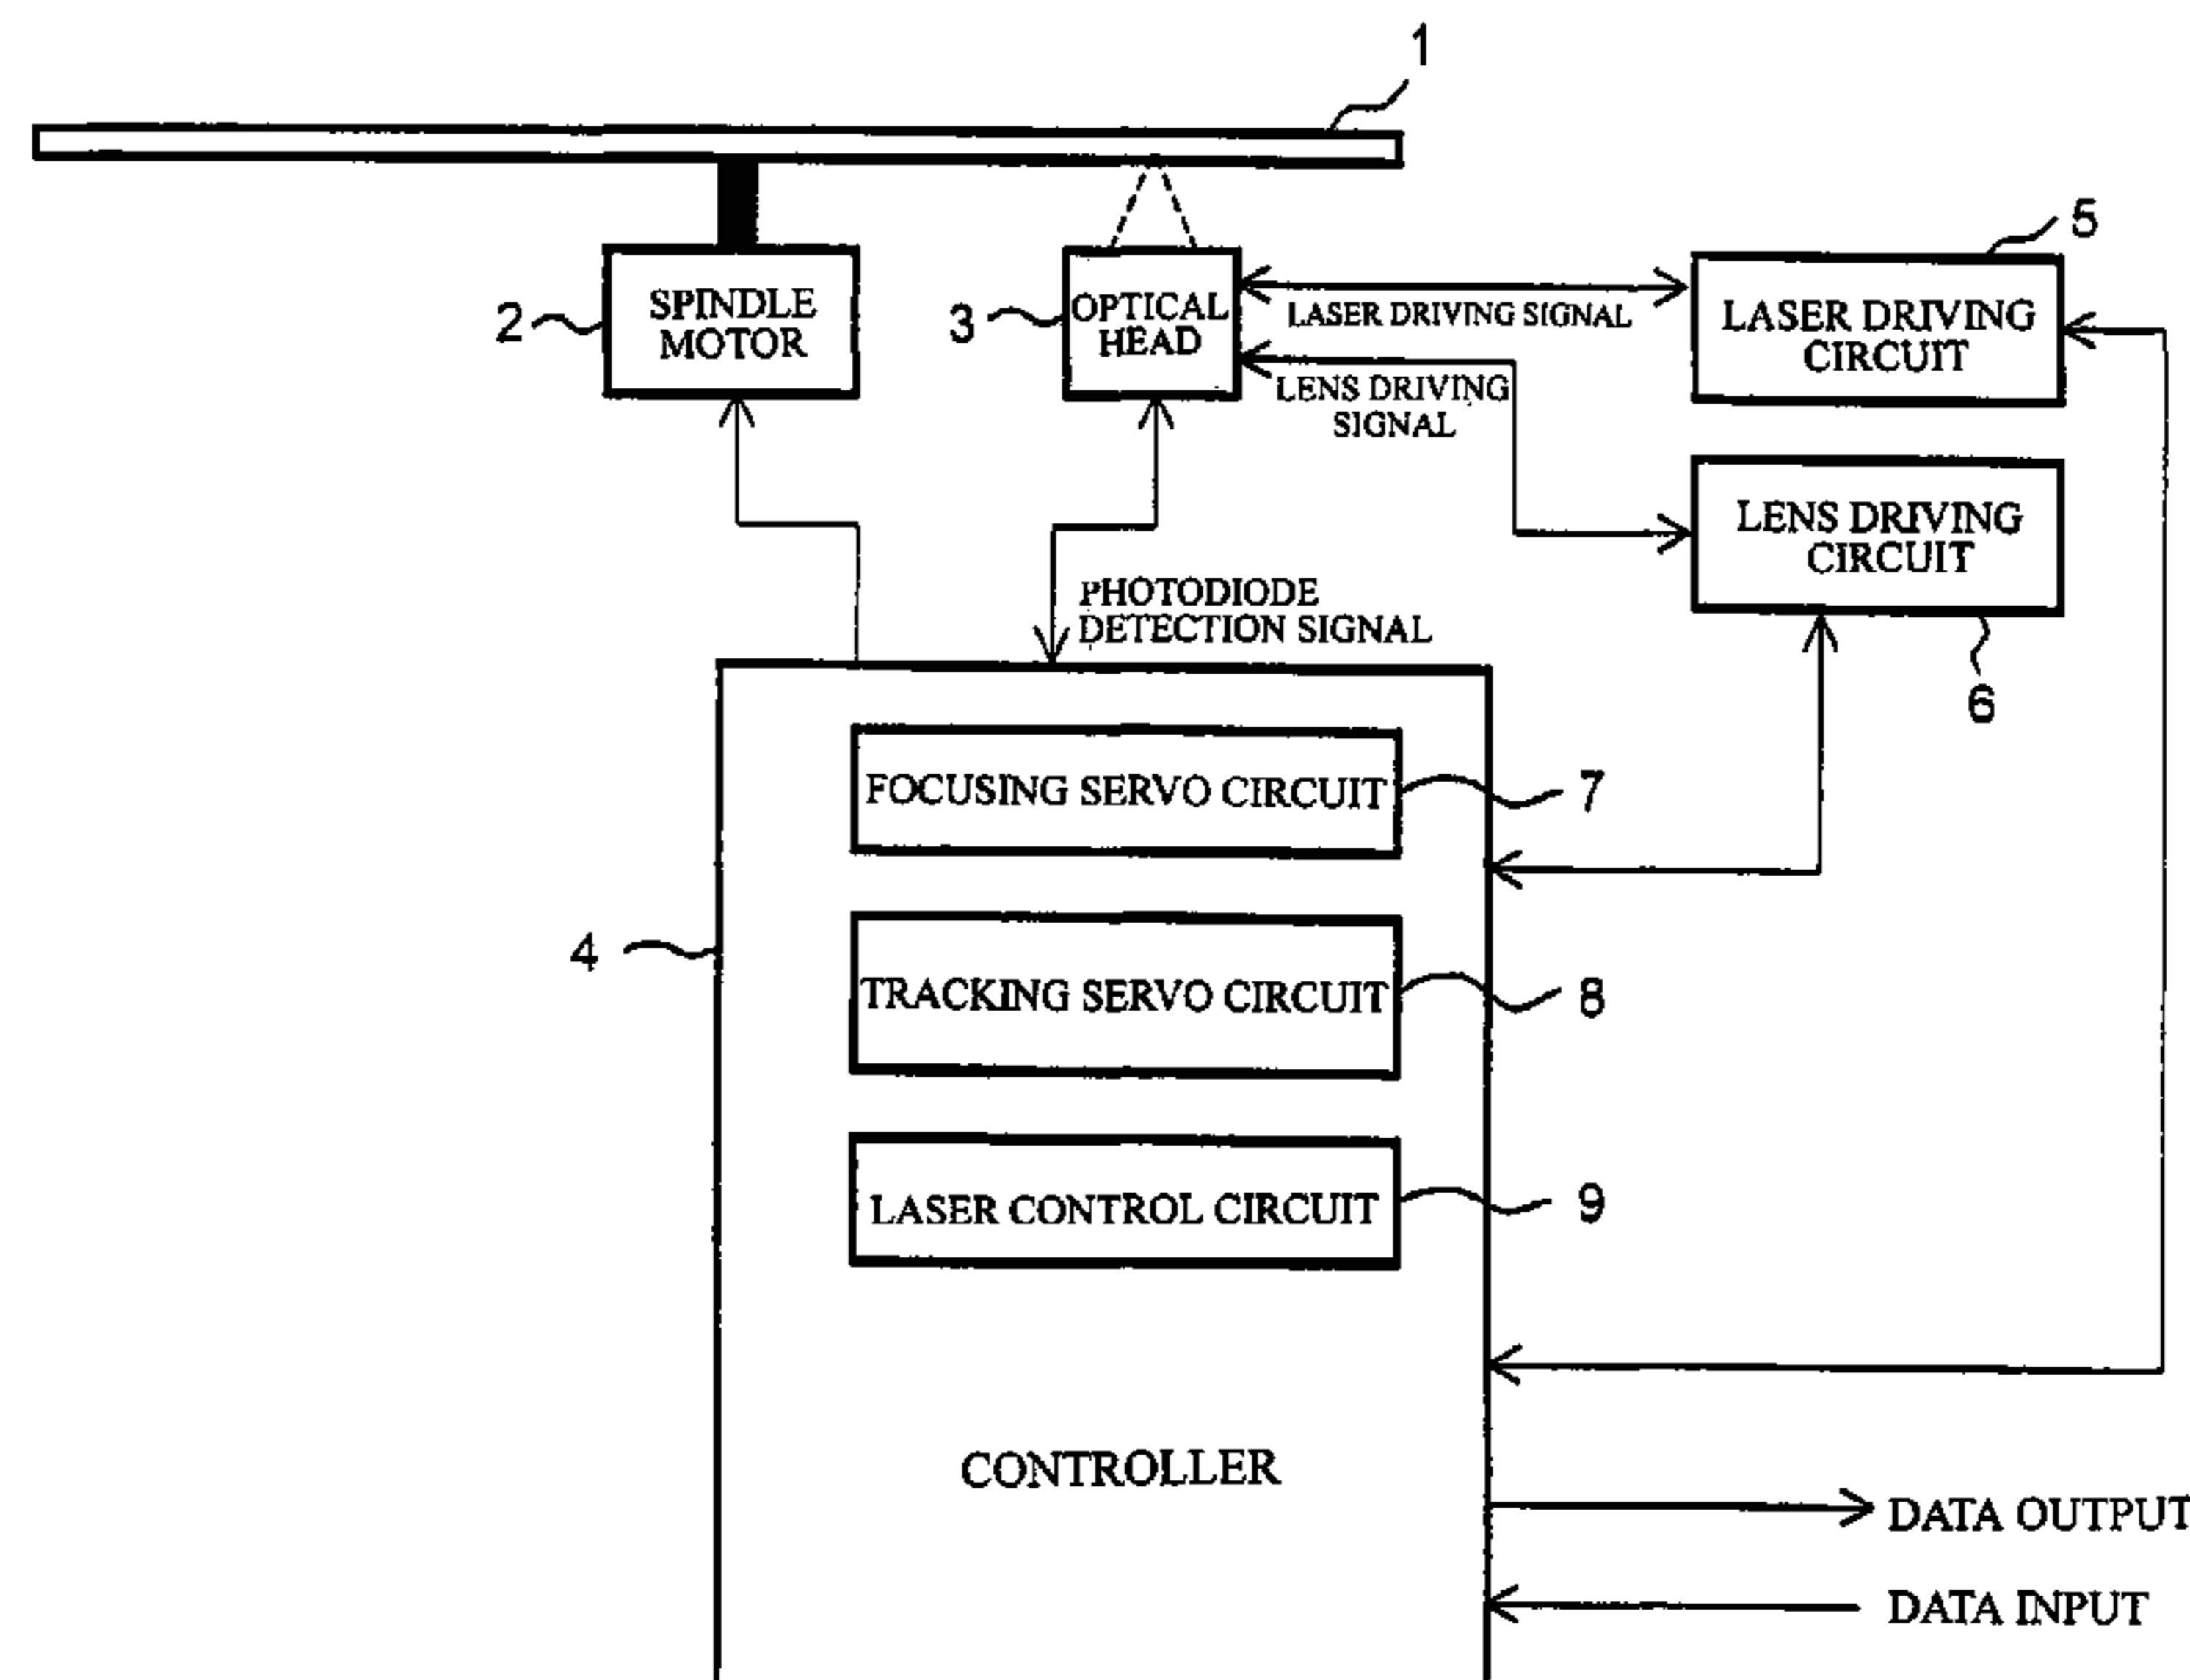 1
5
2
SPINDLE
MOTOR
3
OPTICAL
HEAD
LASER DRIVING SIGNAL
LASER DRIVING
CIRCUIT
LENS DRIVING
SIGNAL
LENS DRIVING
CIRCUIT
6
PHOTODIODE
DETECTION SIGNAL
FOCUSING SERVO CIRCUIT
7
4
TRACKING SERVO CIRCUIT
8
LASER CONTROL CIRCUIT
9
CONTROLLER
DATA OUTPUT
DATA INPUT